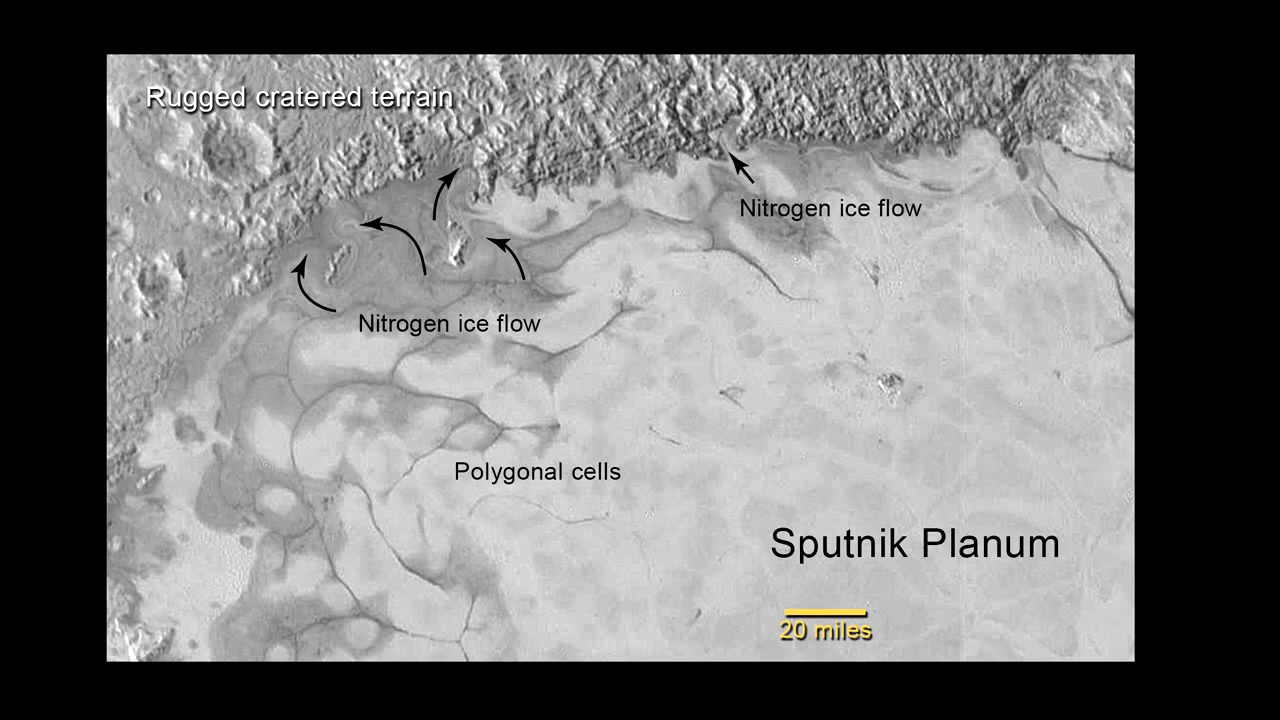 Rugged cratered terrain
Nitrogen ice flow
Nitrogen ice flow
Polygonal cells
Sputnik Planum
20 miles